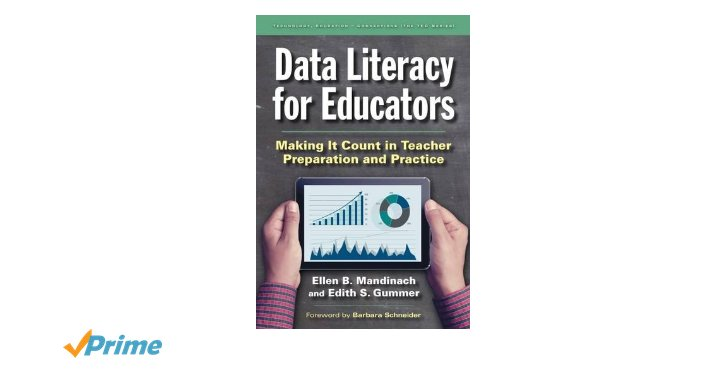 Technology, Education – Connections (The TEC Series)
Data Literacy
for Educators
Making It Count in Teacher
Preparation and Practice
Ellen B. Mandinach
and Edith S. Gummer
Foreword by Barbara Schneider
Prime